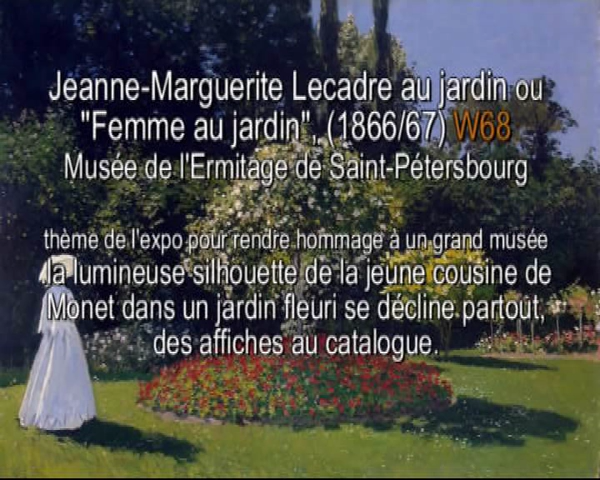 Jeanne-Marguerite Lecadre au jardin ou
"Femme au jardin", (1866/67) W68
Musée de l'Ermitage de Saint-Pétersbourg
thème de l'expo pour rendre hommage à un grand musée
la lumineuse silhouette de la jeune cousine de
Monet dans un jardin fleuri se décline partout,
des affiches au catalogue.